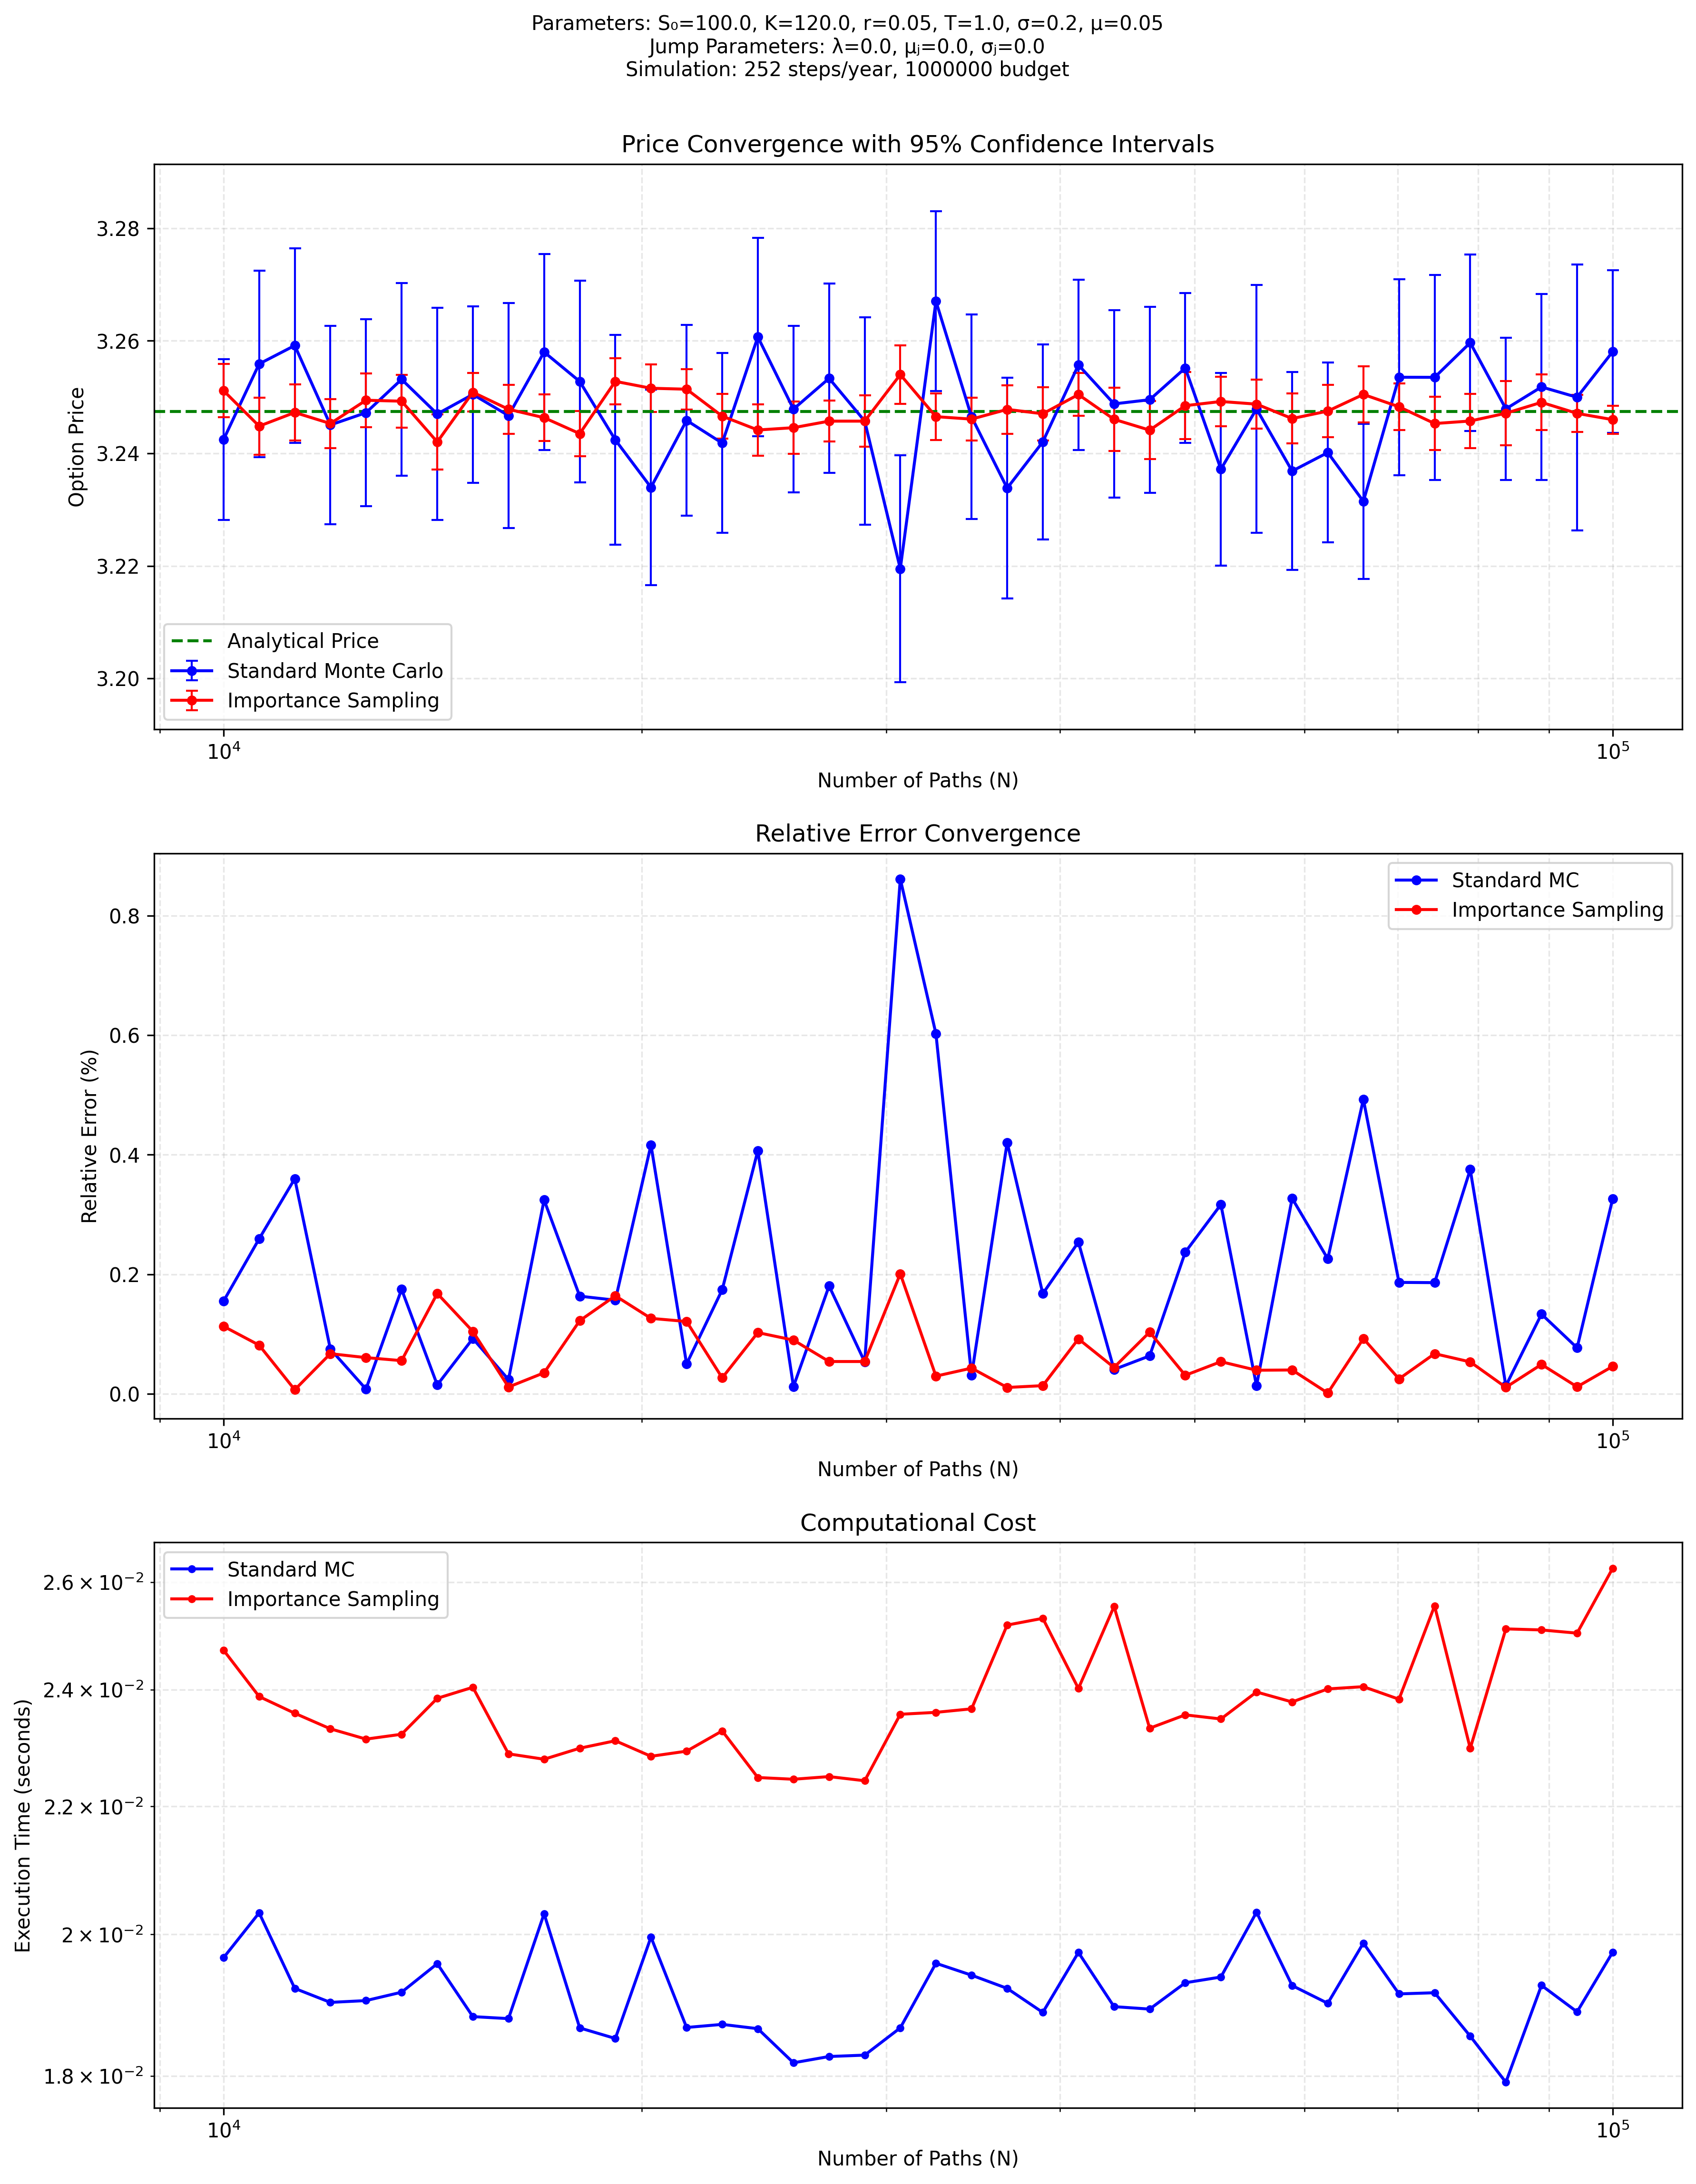 Parameters: S₀=100.0, K=120.0, r=0.05, T=1.0, σ=0.2, μ=0.05
Jump Parameters: λ=0.0, μⱼ=0.0, σⱼ=0.0
Simulation: 252 steps/year, 1000000 budget
Price Convergence with 95% Confidence Intervals
3.28
3.26
3.24
3.22
3.20
Option Price
Analytical Price
Standard Monte Carlo
Importance Sampling
10⁴
10⁵
Number of Paths (N)
Relative Error Convergence
0.8
0.6
0.4
0.2
0.0
Relative Error (%)
Standard MC
Importance Sampling
10⁴
10⁵
Number of Paths (N)
Computational Cost
2.6 × 10⁻²
2.4 × 10⁻²
2.2 × 10⁻²
2 × 10⁻²
1.8 × 10⁻²
Execution Time (seconds)
Standard MC
Importance Sampling
10⁴
10⁵
Number of Paths (N)